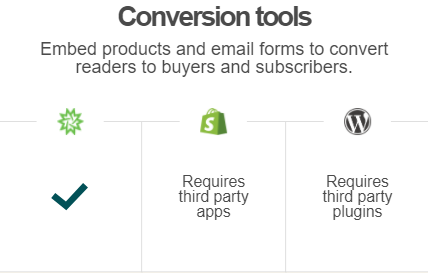 Conversion tools
Embed products and email forms to convert
readers to buyers and subscribers.
Requires
third party
apps
Requires
third party
plugins